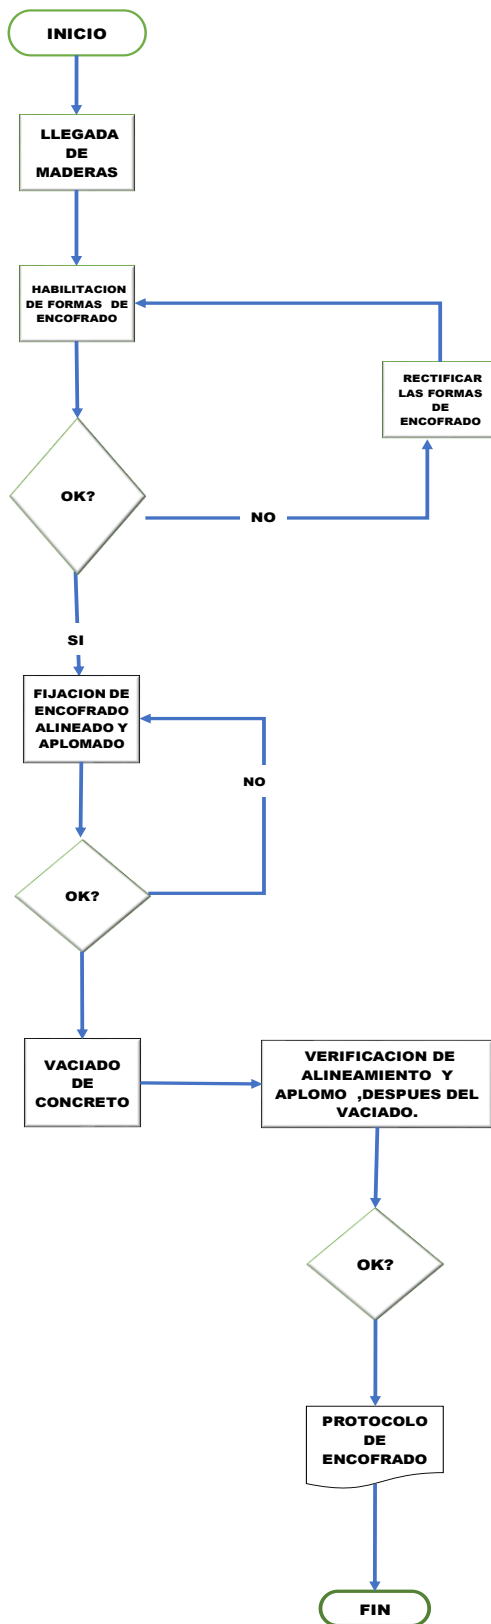 INICIO
LLEGADA
DE
MADERAS
HABILITACION
DE FORMAS DE
ENCOFRADO
RECTIFICAR
LAS FORMAS
DE
ENCOFRADO
OK?
NO
SI
FIJACION DE
ENCOFRADO
ALINEADO Y
APLOMADO
NO
OK?
VACIADO
DE
CONCRETO
VERIFICACION DE
ALINEAMIENTO Y
APLOMO ,DESPUES DEL
VACIADO.
OK?
PROTOCOLO
DE
ENCOFRADO
FIN